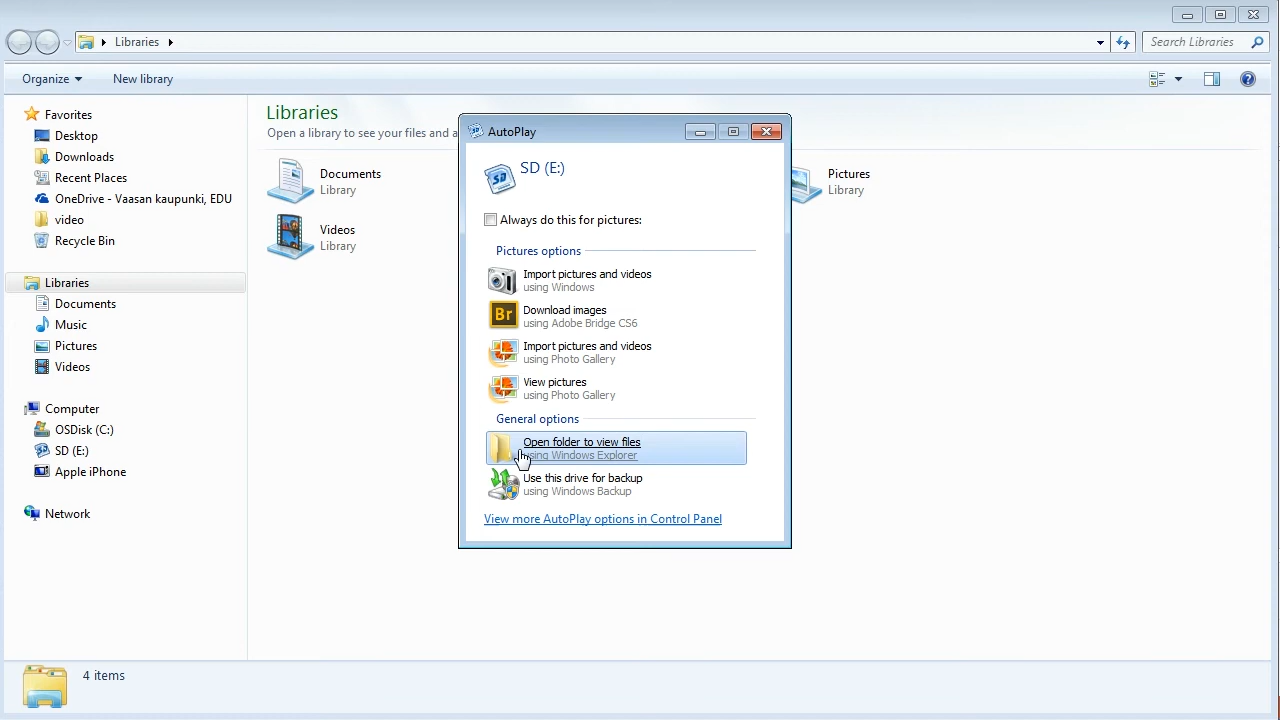 Libraries
Search Libraries
Organize
New library
Favorites
Desktop
Downloads
Recent Places
OneDrive - Vaasan kaupunki, EDU
video
Recycle Bin
Libraries
Documents
Music
Pictures
Videos
Computer
OSDisk (C:)
SD (E:)
Apple iPhone
Network
Libraries
Open a library to see your files and a
Documents
Library
Pictures
Library
Videos
Library
AutoPlay
SD
SD (E:)
Always do this for pictures:
Pictures options
Import pictures and videos
using Windows
Br
Download images
using Adobe Bridge CS6
Import pictures and videos
using Photo Gallery
View pictures
using Photo Gallery
General options
Open folder to view files
using Windows Explorer
Use this drive for backup
using Windows Backup
View more AutoPlay options in Control Panel
4 items